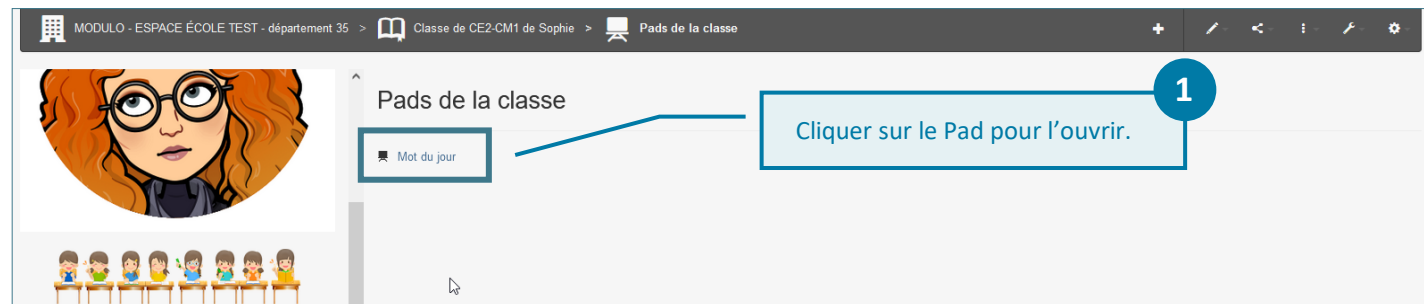 MODULO - ESPACE ÉCOLE TEST - département 35 > Classe de CE2-CM1 de Sophie > Pads de la classe
1
Pads de la classe
Cliquer sur le Pad pour l’ouvrir.
Mot du jour